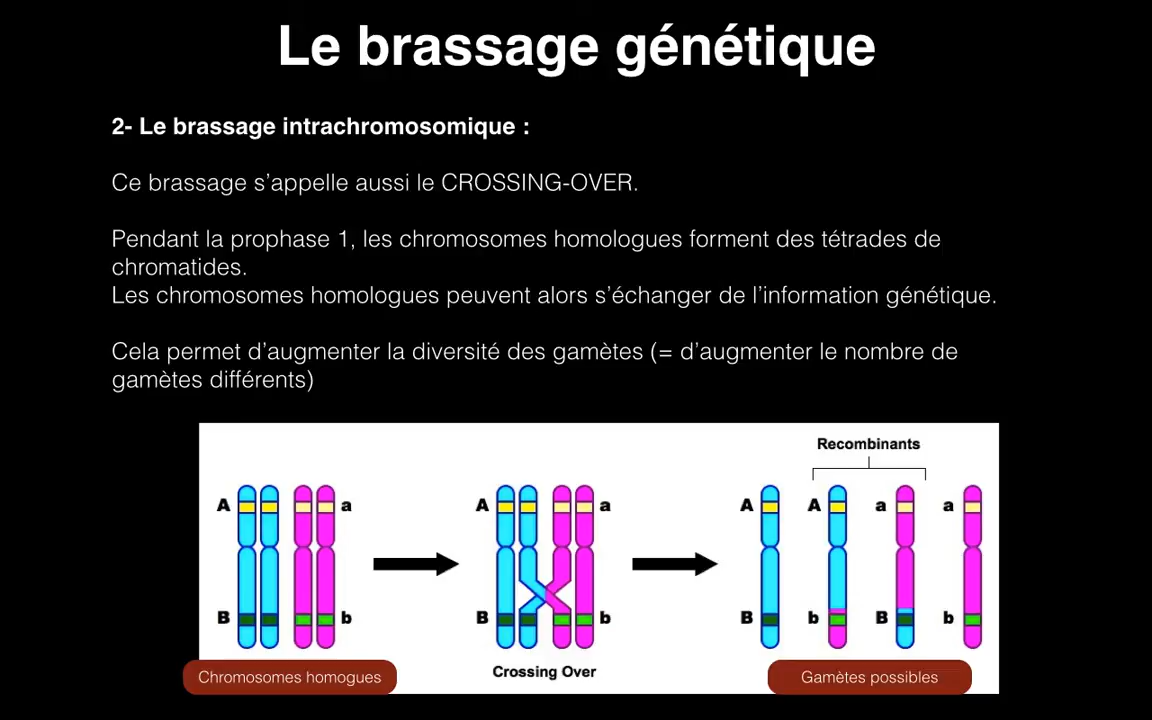 Le brassage génétique
2- Le brassage intrachromosomique :
Ce brassage s’appelle aussi le CROSSING-OVER.
Pendant la prophase 1, les chromosomes homologues forment des tétrades de
chromatides.
Les chromosomes homologues peuvent alors s’échanger de l’information génétique.
Cela permet d’augmenter la diversité des gamètes (= d’augmenter le nombre de
gamètes différents)
Recombinants
A a A a A A a a
B b B b B b B b
Crossing Over
Chromosomes homogues
Gamètes possibles